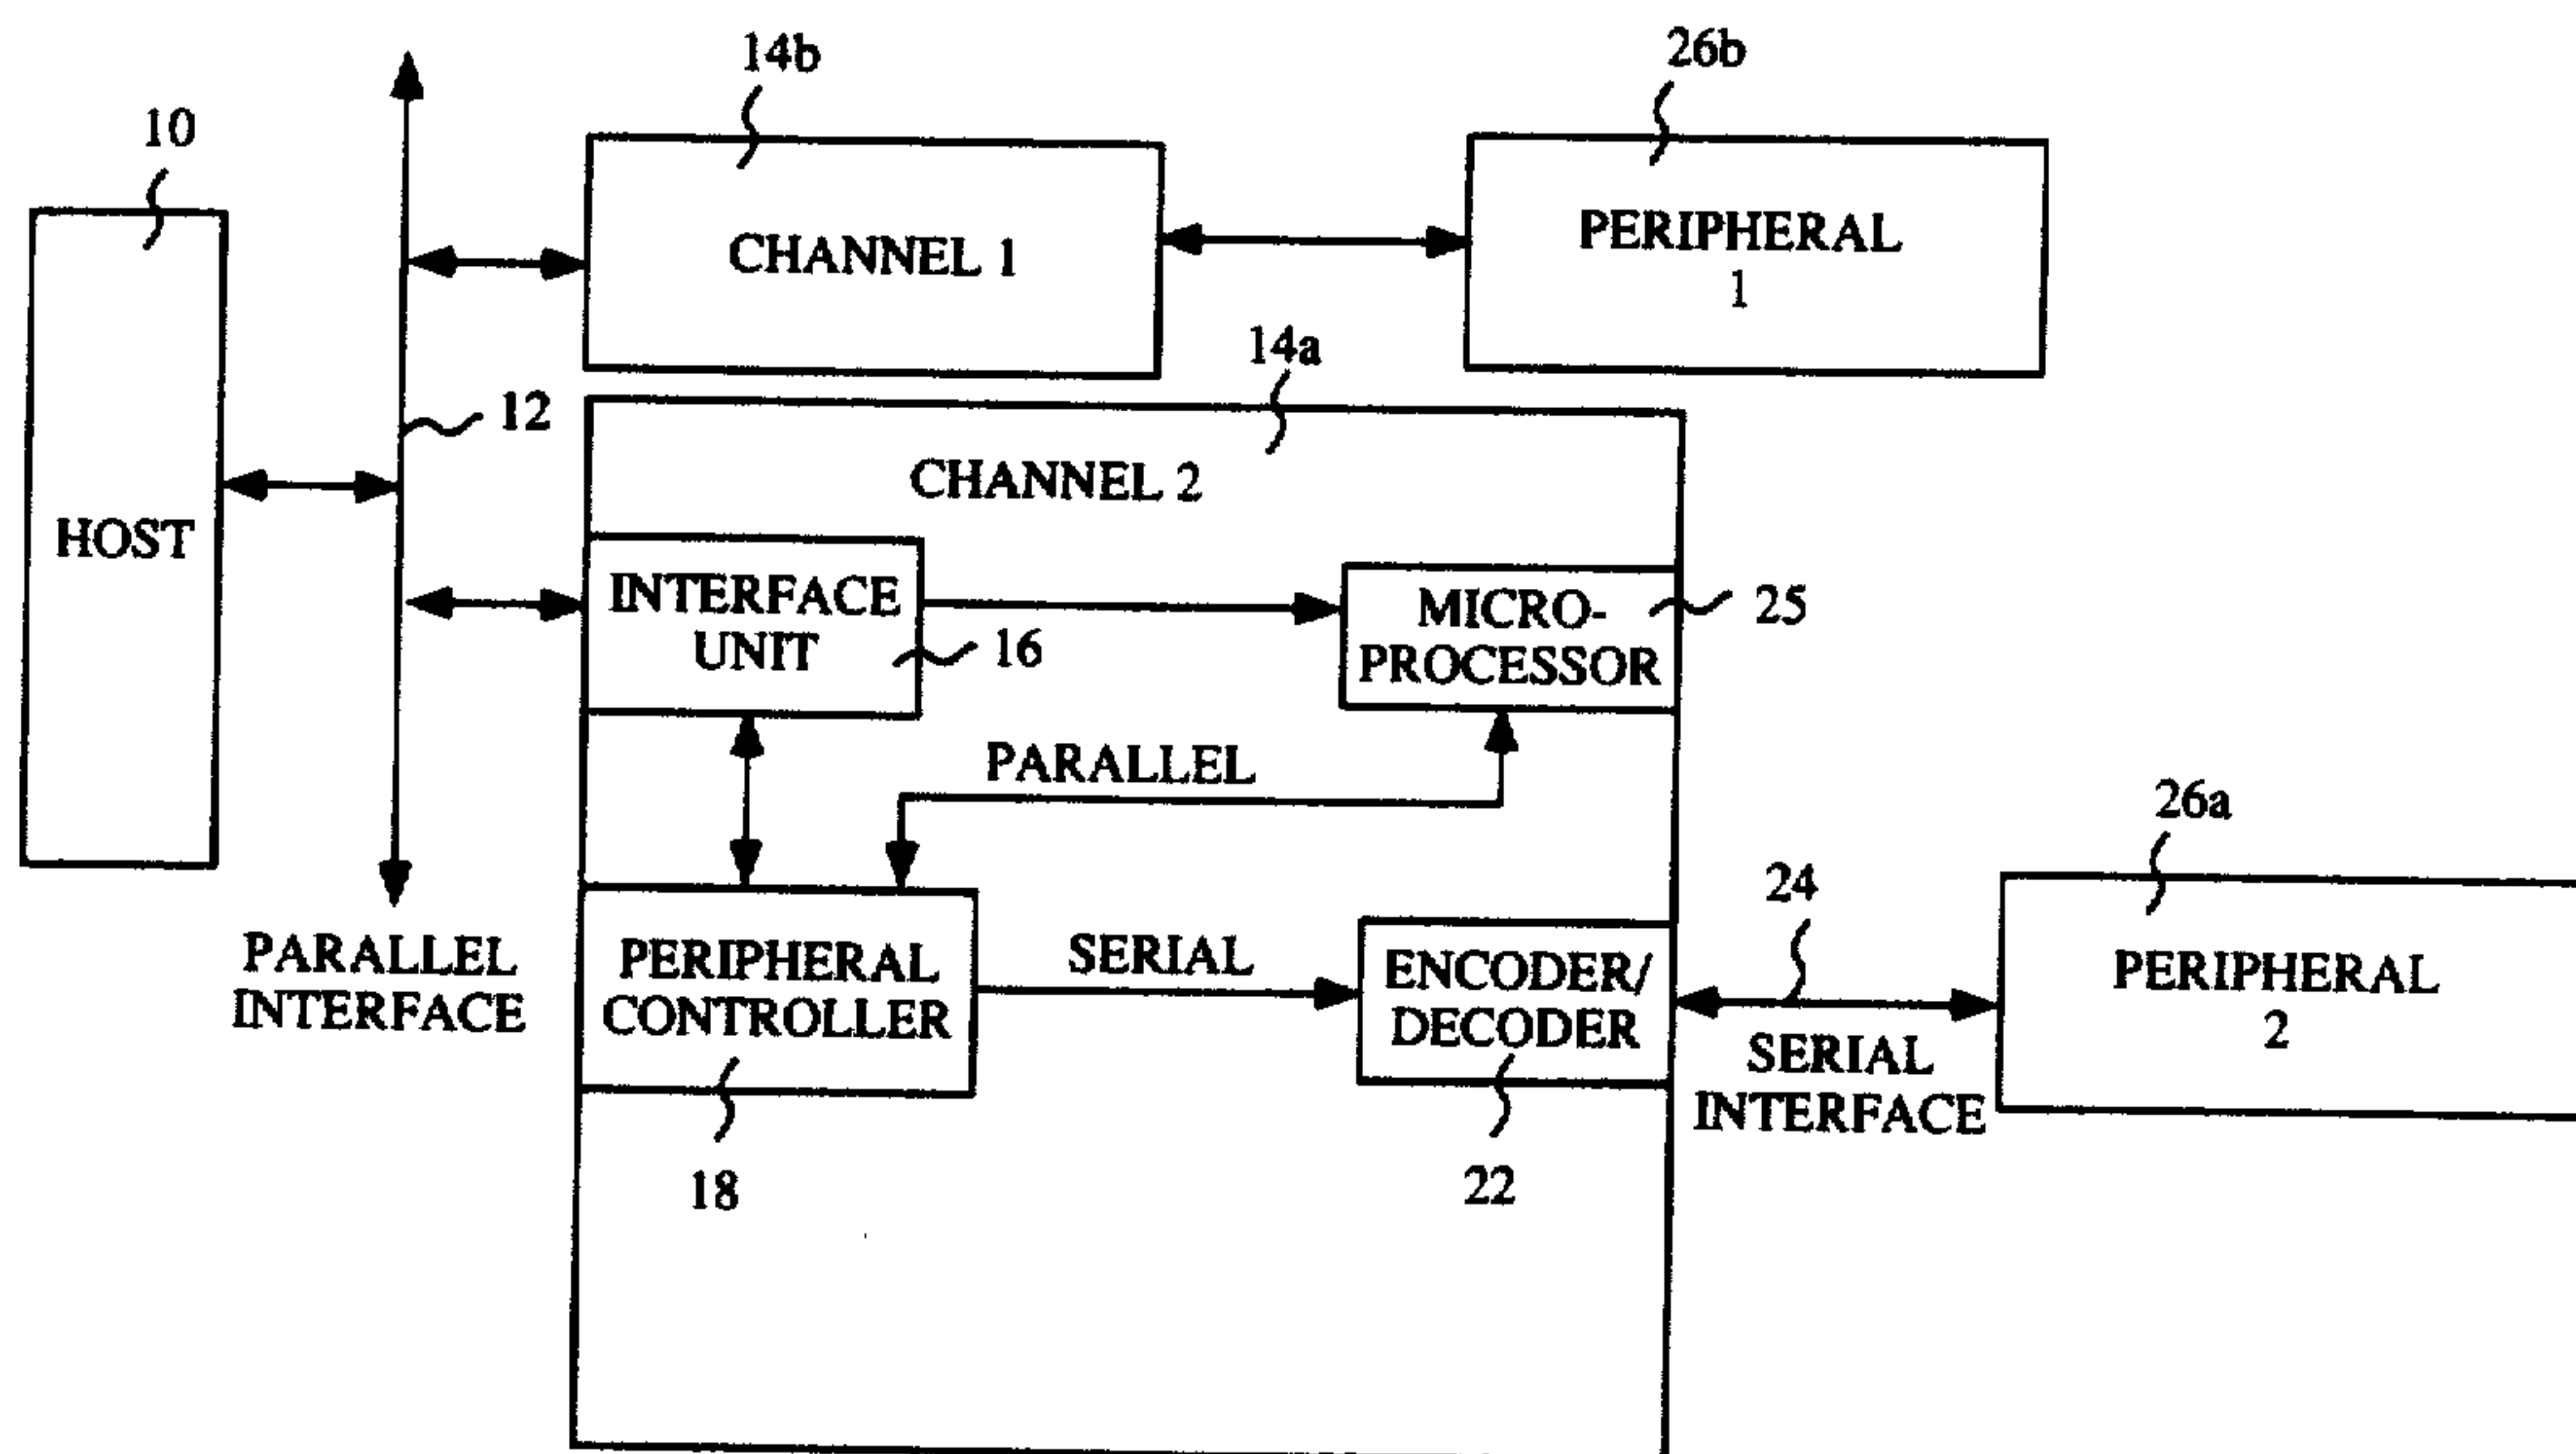 14b
26b
10
CHANNEL 1
PERIPHERAL
1
14a
12
CHANNEL 2
HOST
INTERFACE
UNIT
16
MICRO-
PROCESSOR
25
PARALLEL
26a
24
PARALLEL
INTERFACE
PERIPHERAL
CONTROLLER
SERIAL
ENCODER/
DECODER
SERIAL
INTERFACE
PERIPHERAL
2
18
22